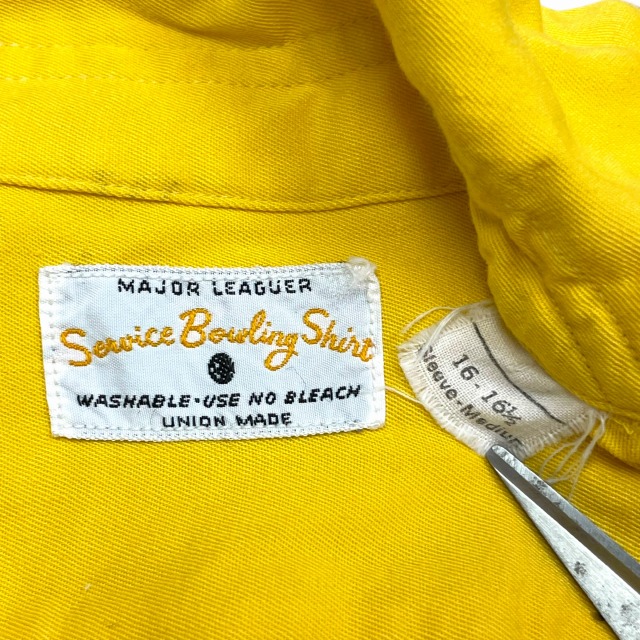 MAJOR LEAGUER
Service Bowling Shirt
WASHABLE · USE NO BLEACH
UNION MADE
16 - 16½
Sleeve - Medium